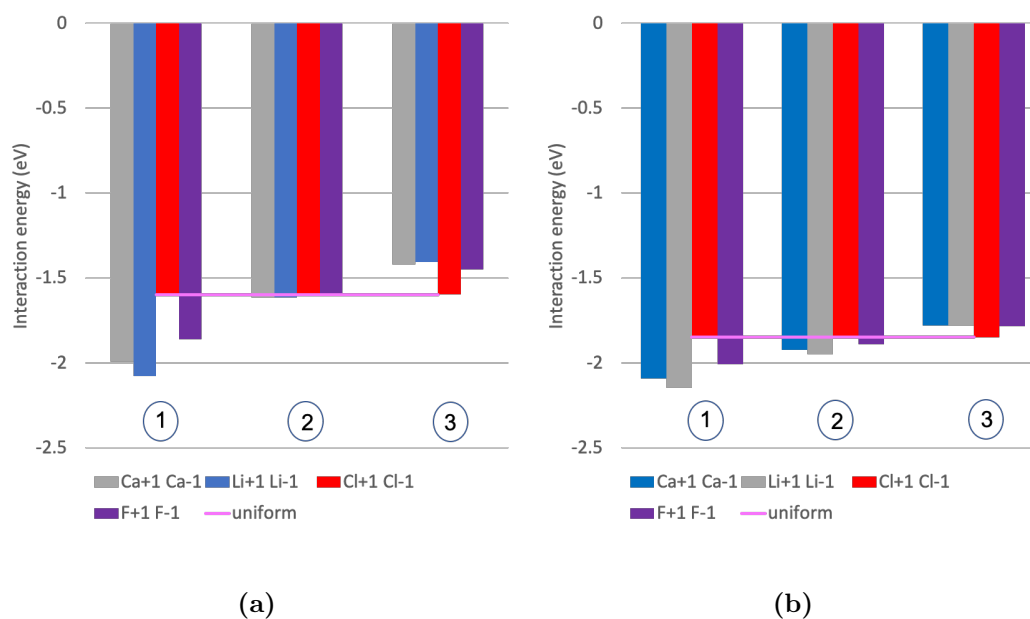 0
-0.5
-1
-1.5
-2
-2.5
Interaction energy (eV)
1
2
3
Ca+1 Ca-1 Li+1 Li-1 Cl+1 Cl-1
F+1 F-1 uniform
(a)
0
-0.5
-1
-1.5
-2
-2.5
Interaction energy (eV)
1
2
3
Ca+1 Ca-1 Li+1 Li-1 Cl+1 Cl-1
F+1 F-1 uniform
(b)